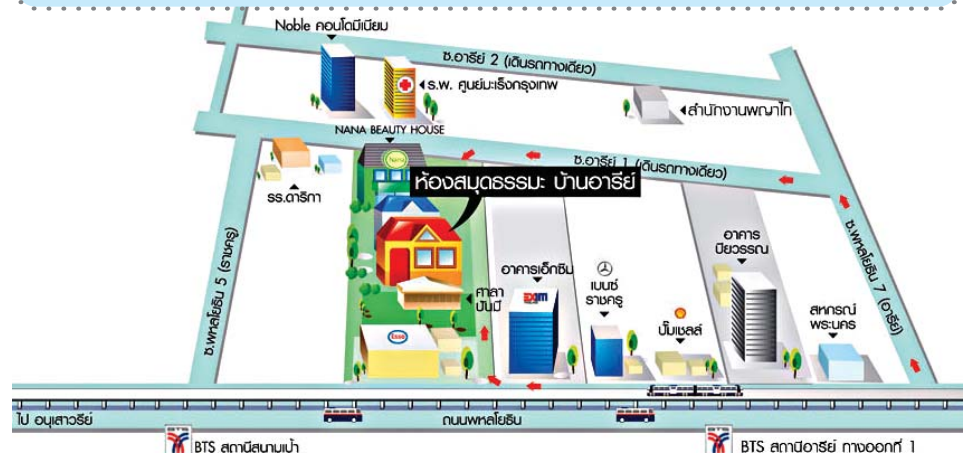 Noble คอนโดมีเนียม
ซ.อารีย์ 2 (เดินรถทางเดียว)
ร.พ. ศูนย์มะเร็งกรุงเทพ
สำนักงานพญาไท
NANA BEAUTY HOUSE
Nana
ซ.อารีย์ 1 (เดินรถทางเดียว)
รร.ดาริกา
ห้องสมุดธรรมะ บ้านอารีย์
ซ.พหลโยธิน 5 (ราชครู)
ศาลา
ปันมี
อาคารเอ็กซิม
EXIM
เบนซ์
ราชครู
ปั๊มเชลล์
อาคาร
ปิยวรรณ
สหกรณ์
พระนคร
ซ.พหลโยธิน 7 (อารีย์)
Esso
ไป อนุเสาวรีย์
ถนนพหลโยธิน
BTS
BTS สถานีสนามเป้า
BTS
BTS สถานีอารีย์ ทางออกที่ 1